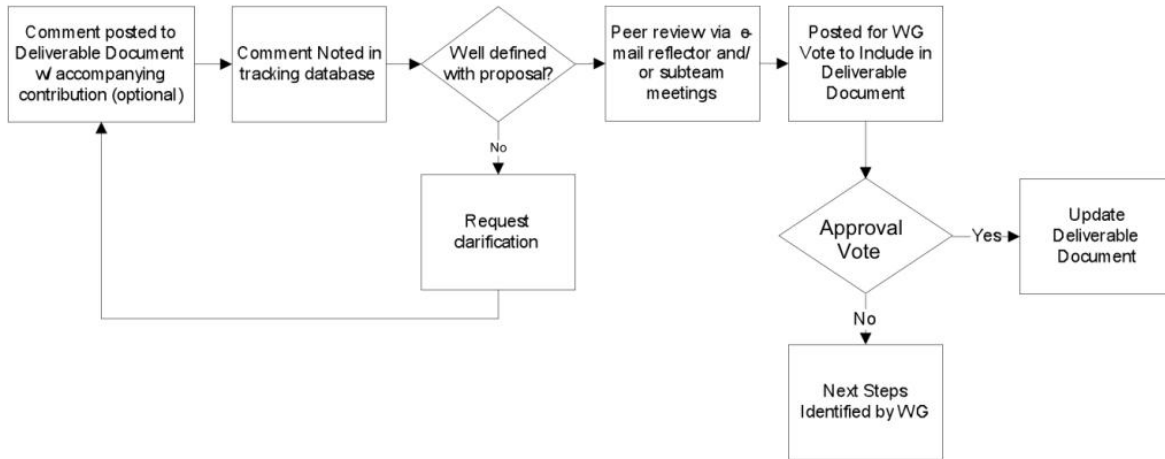 Comment posted to
Deliverable Document
w/ accompanying
contribution (optional)
Comment Noted in
tracking database
Well defined
with proposal?
Peer review via e-
mail reflector and/
or subteam
meetings
Posted for WG
Vote to Include in
Deliverable
Document
No
Request
clarification
Approval
Vote
Yes
Update
Deliverable
Document
No
Next Steps
Identified by WG